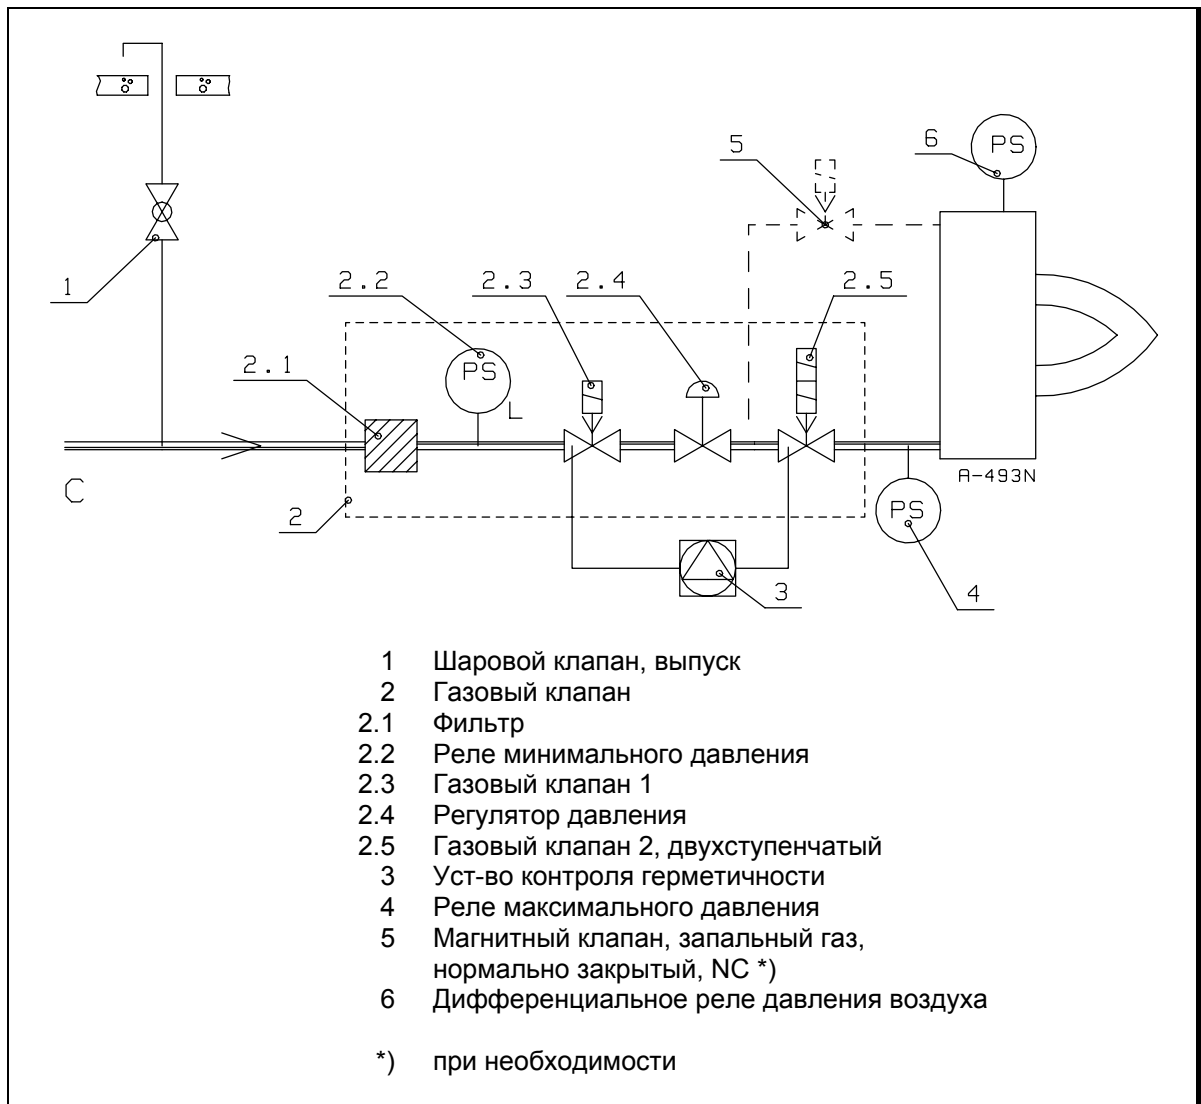 PS
6
5
1
2.2
2.3
2.4
2.5
PS
L
2.1
C
A-493N
2
PS
3
4
1 Шаровой клапан, выпуск
2 Газовый клапан
2.1 Фильтр
2.2 Реле минимального давления
2.3 Газовый клапан 1
2.4 Регулятор давления
2.5 Газовый клапан 2, двухступенчатый
3 Уст-во контроля герметичности
4 Реле максимального давления
5 Магнитный клапан, запальный газ,
нормально закрытый, NC *)
6 Дифференциальное реле давления воздуха
*) при необходимости